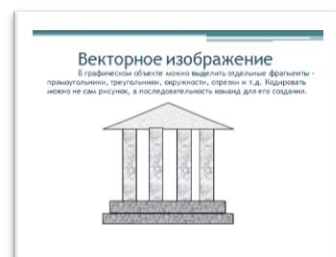 Векторное изображение
В графическом объекте можно выделить отдельные фрагменты -
прямоугольники, треугольники, окружности, отрезки и т.д. Кодировать
можно не сам рисунок, а последовательность команд для его создания.